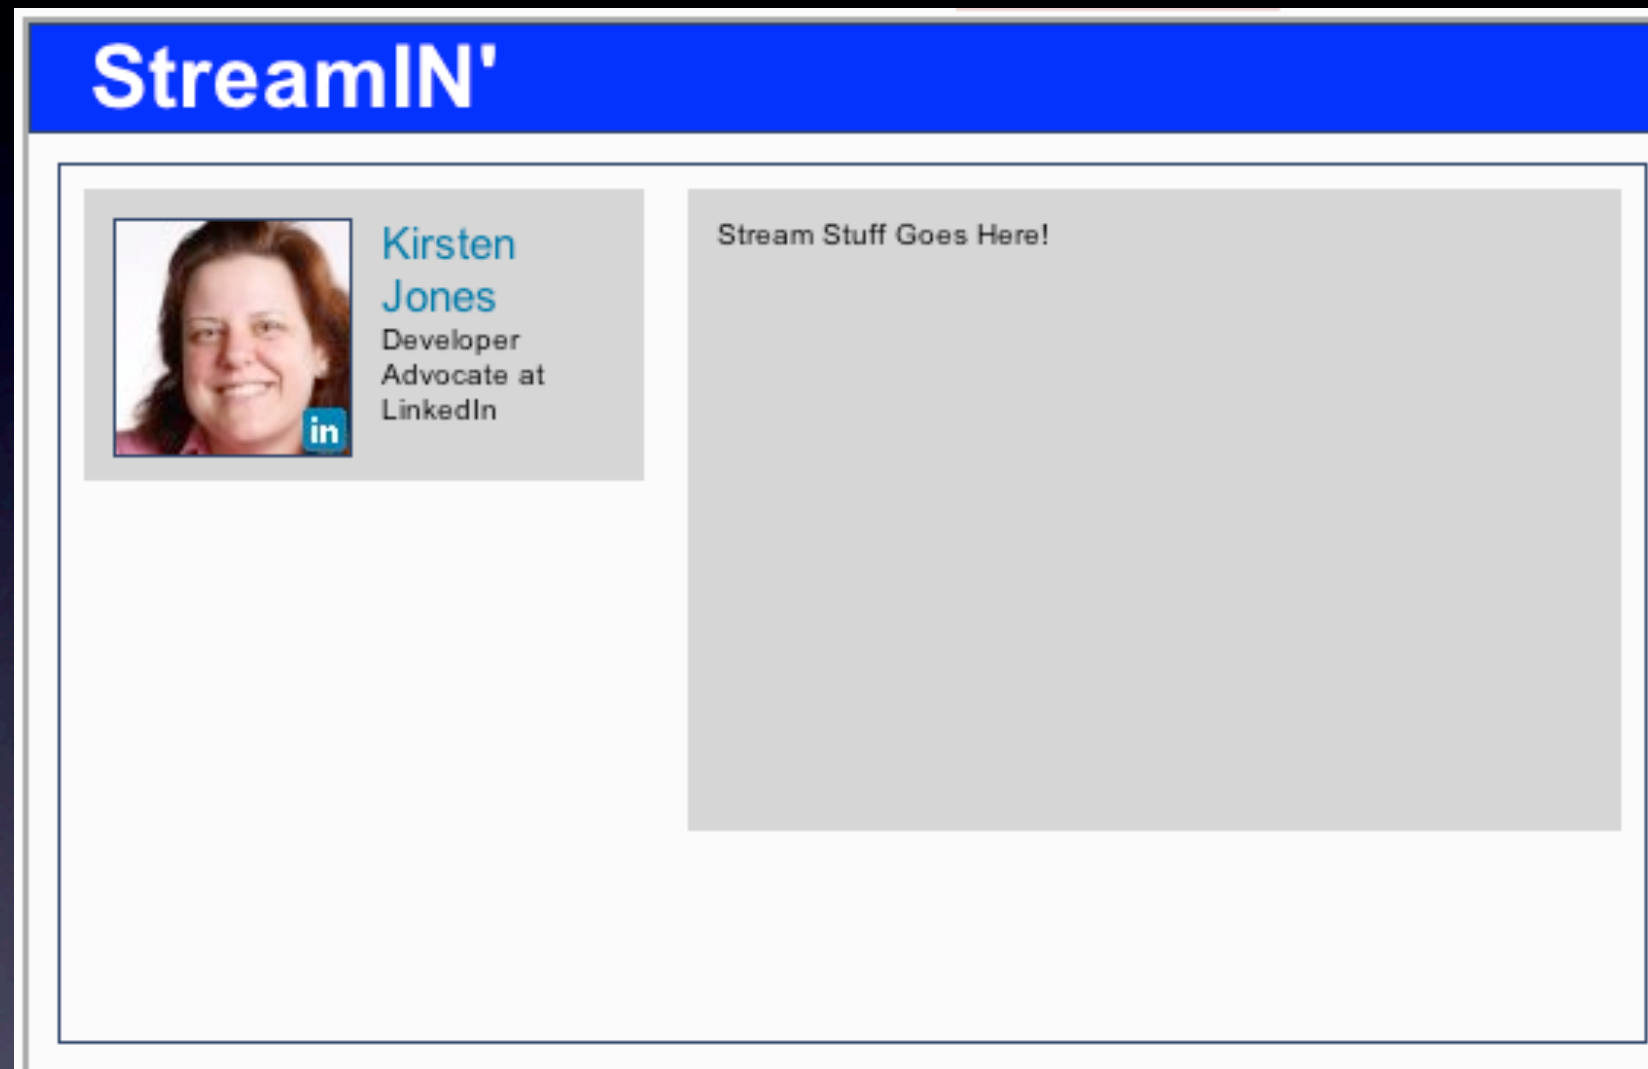 StreamIN'
Kirsten
Jones
Developer
Advocate at
LinkedIn
in
Stream Stuff Goes Here!